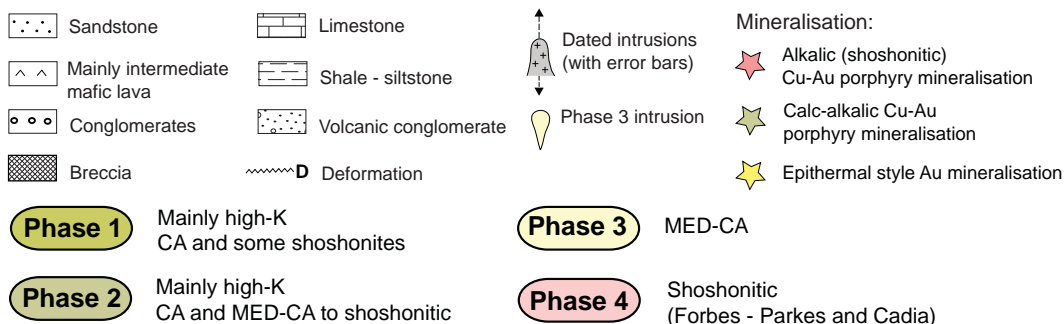 Sandstone
Mainly intermediate
mafic lava
Conglomerates
Breccia
Limestone
Shale - siltstone
Volcanic conglomerate
D Deformation
Dated intrusions
(with error bars)
Phase 3 intrusion
Mineralisation:
Alkalic (shoshonitic)
Cu-Au porphyry mineralisation
Calc-alkalic Cu-Au
porphyry mineralisation
Epithermal style Au mineralisation
Phase 1
Mainly high-K
CA and some shoshonites
Phase 2
Mainly high-K
CA and MED-CA to shoshonitic
Phase 3
MED-CA
Phase 4
Shoshonitic
(Forbes - Parkes and Cadia)